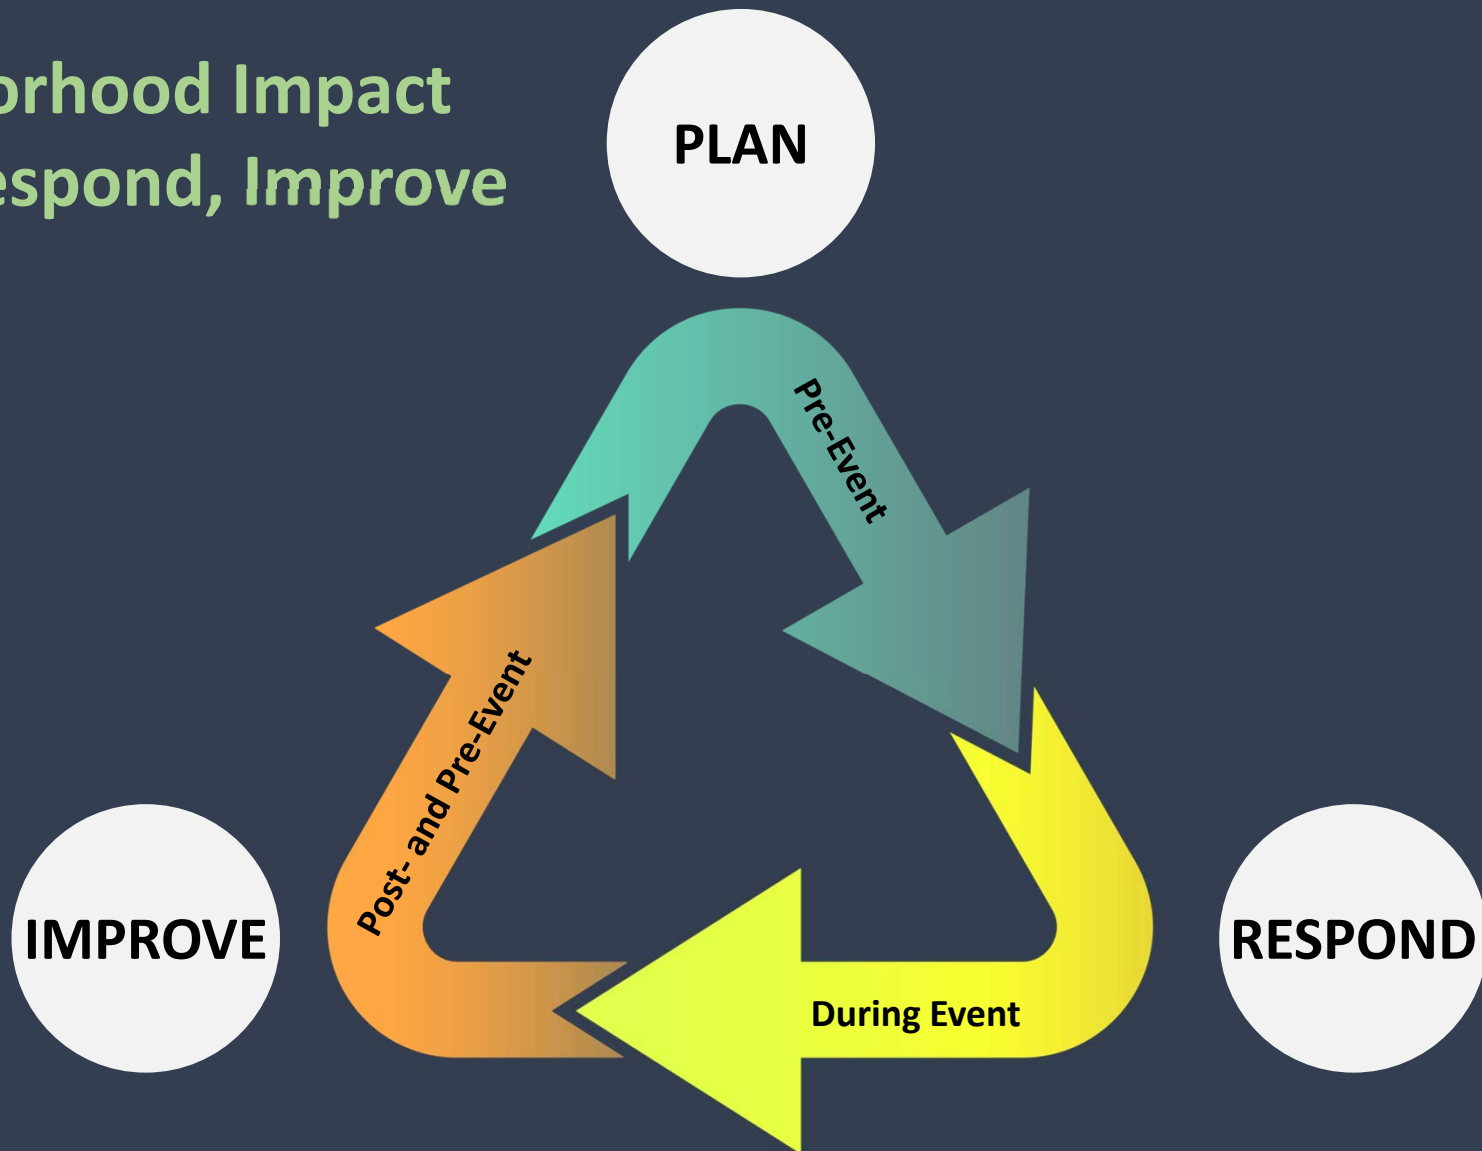 orhood Impact
espond, Improve
PLAN
Pre-Event
Post- and Pre-Event
IMPROVE
RESPOND
During Event